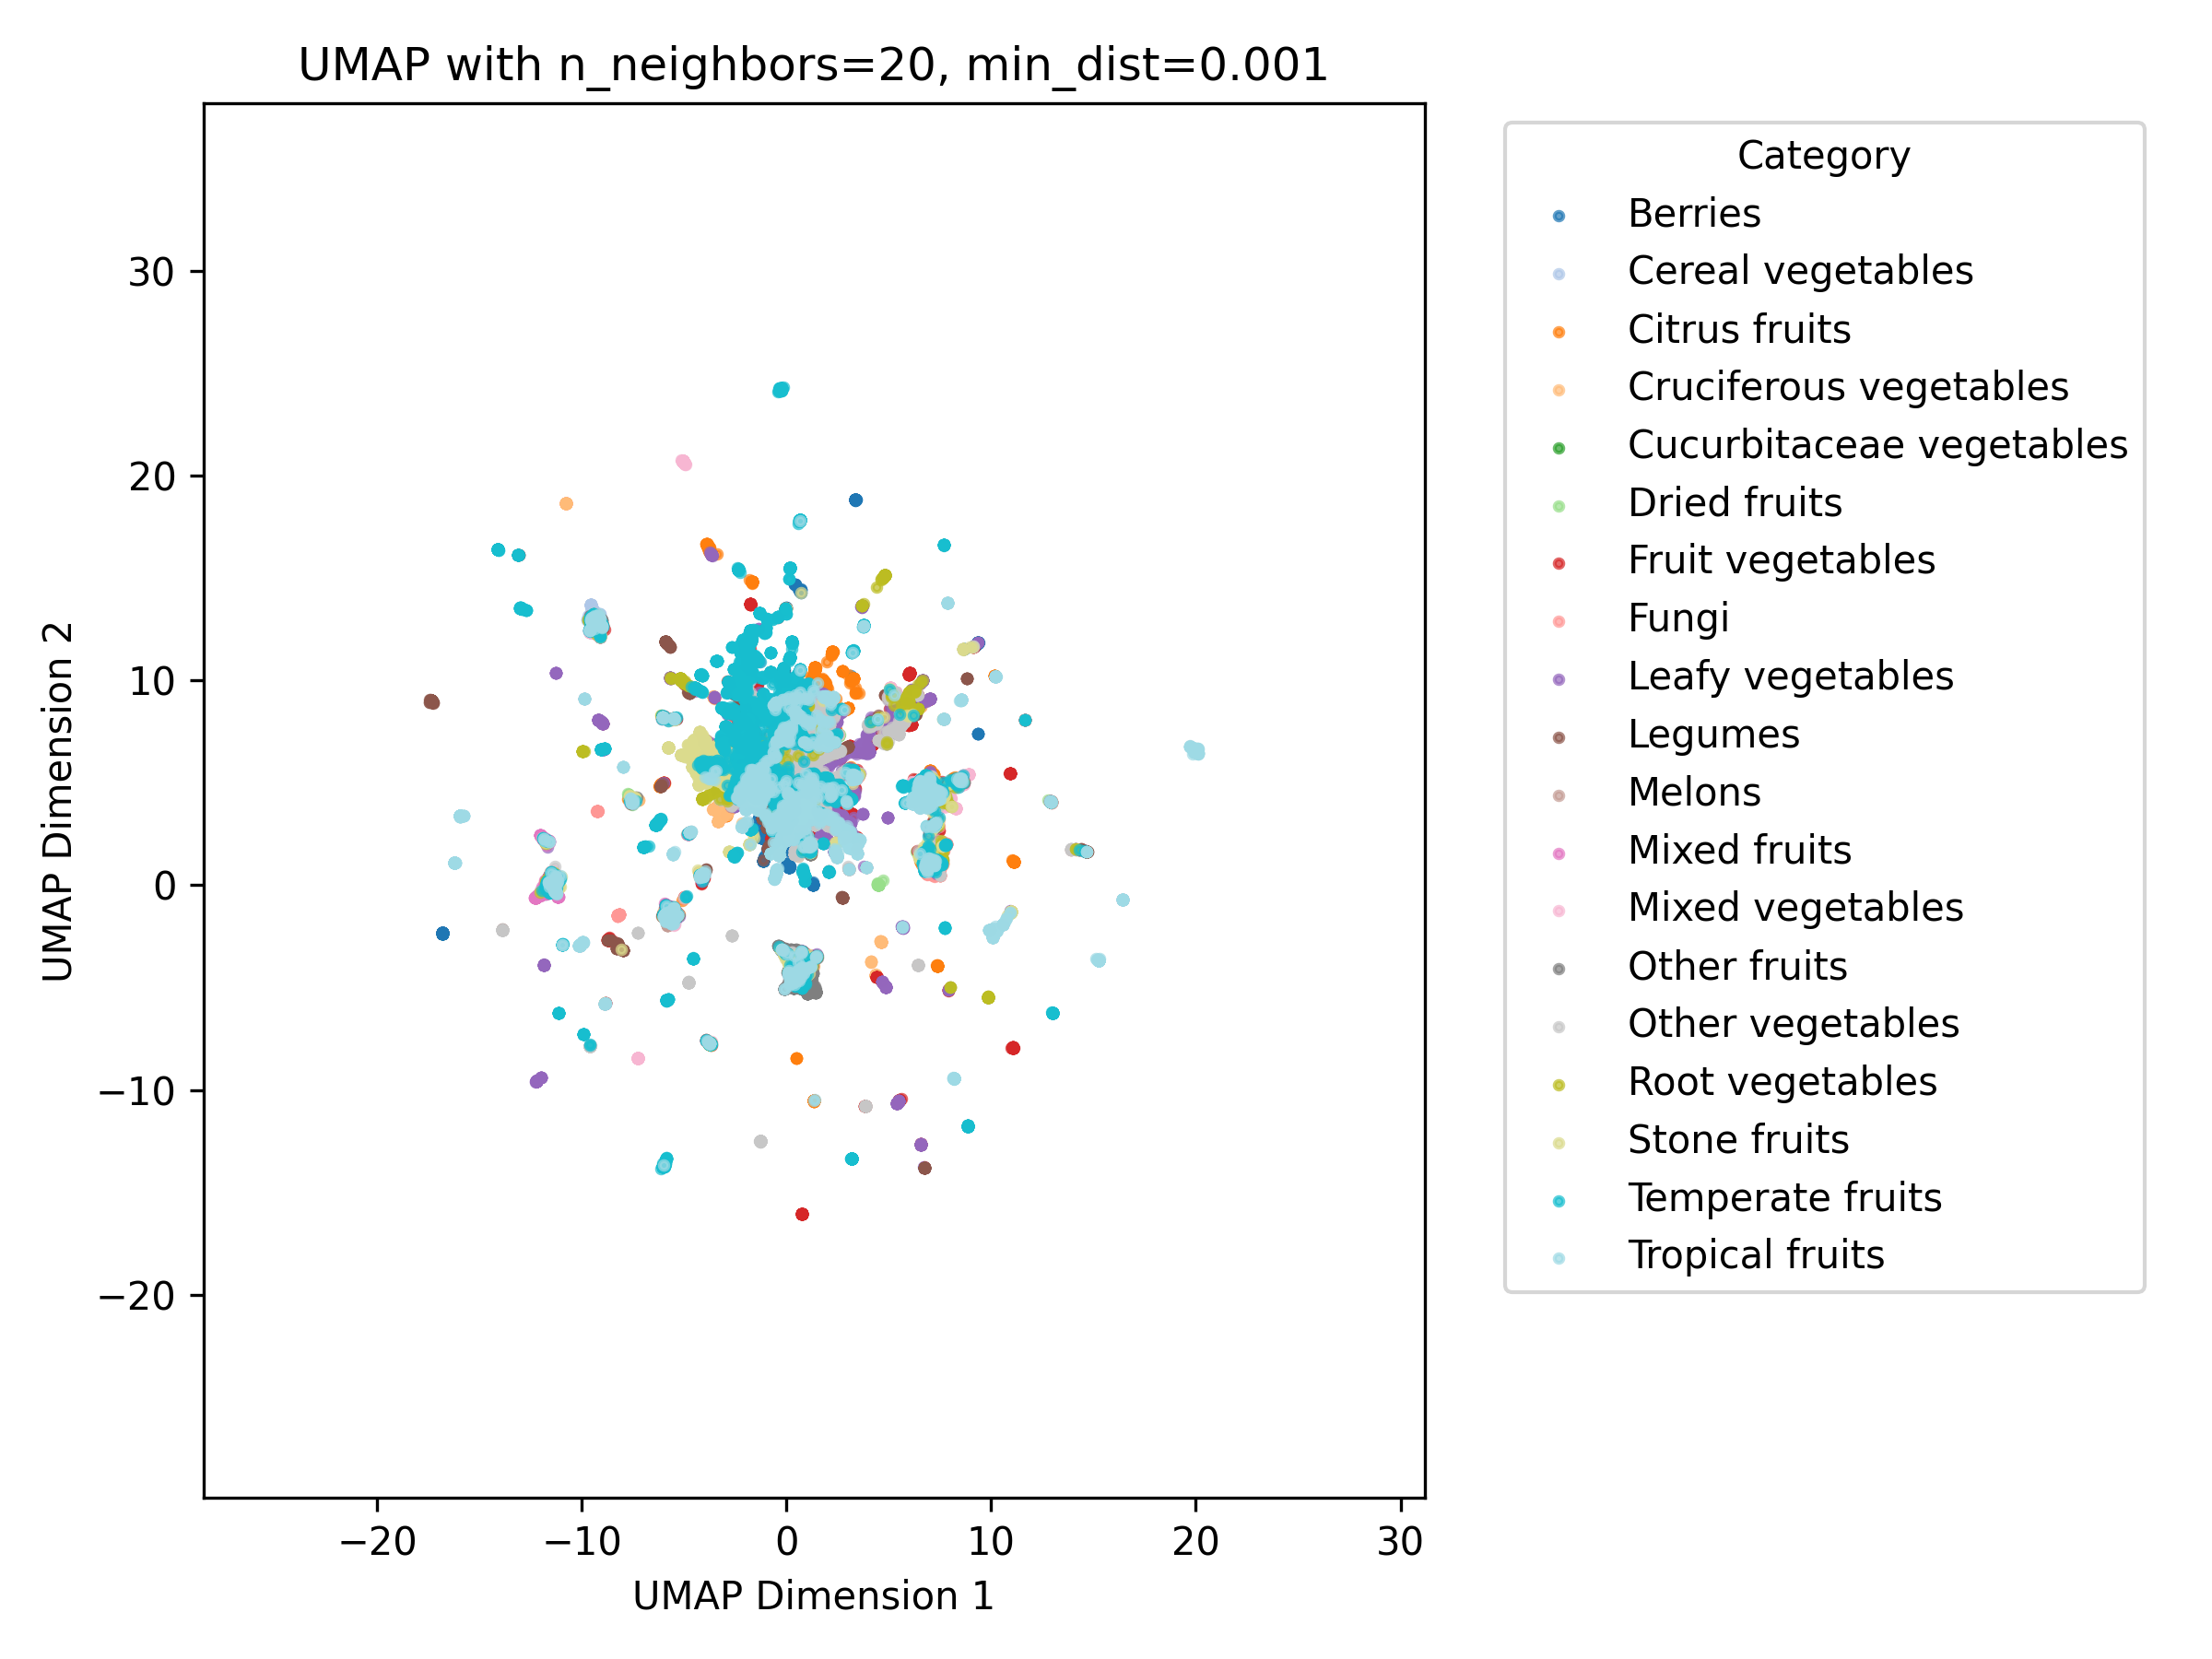 UMAP with n_neighbors=20, min_dist=0.001
UMAP Dimension 2
30
20
10
0
−10
−20
−20
−10
0
10
20
30
UMAP Dimension 1
Category
Berries
Cereal vegetables
Citrus fruits
Cruciferous vegetables
Cucurbitaceae vegetables
Dried fruits
Fruit vegetables
Fungi
Leafy vegetables
Legumes
Melons
Mixed fruits
Mixed vegetables
Other fruits
Other vegetables
Root vegetables
Stone fruits
Temperate fruits
Tropical fruits